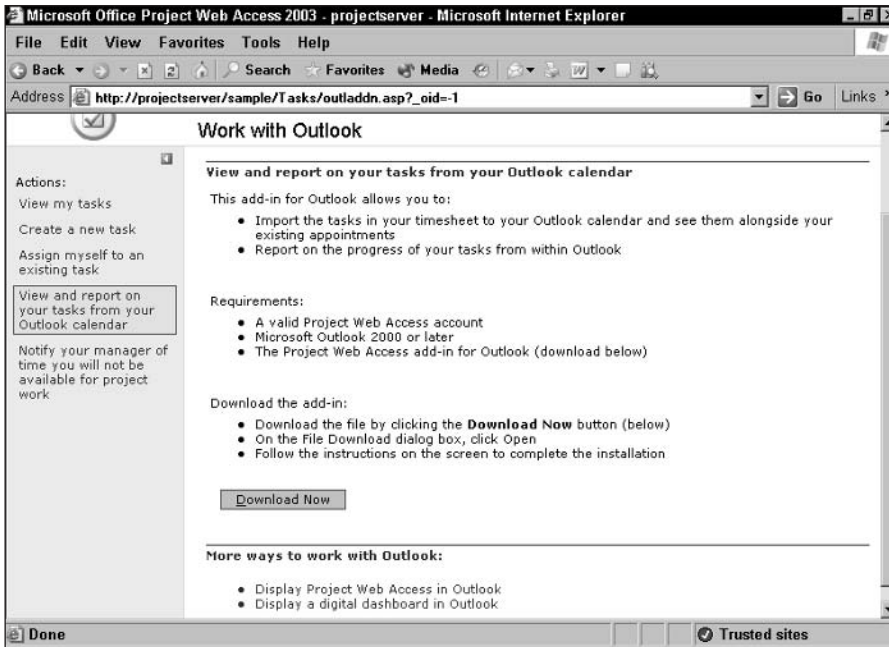 Microsoft Office Project Web Access 2003 - projectserver - Microsoft Internet Explorer
File Edit View Favorites Tools Help
Back Search Favorites Media
Address http://projectserver/sample/Tasks/outladdn.asp?_oid=-1 Go Links
Work with Outlook
Actions:
View my tasks
Create a new task
Assign myself to an
existing task
View and report on
your tasks from your
Outlook calendar
Notify your manager of
time you will not be
available for project
work
View and report on your tasks from your Outlook calendar
This add-in for Outlook allows you to:
• Import the tasks in your timesheet to your Outlook calendar and see them alongside your
existing appointments
• Report on the progress of your tasks from within Outlook
Requirements:
• A valid Project Web Access account
• Microsoft Outlook 2000 or later
• The Project Web Access add-in for Outlook (download below)
Download the add-in:
• Download the file by clicking the Download Now button (below)
• On the File Download dialog box, click Open
• Follow the instructions on the screen to complete the installation
Download Now
More ways to work with Outlook:
• Display Project Web Access in Outlook
• Display a digital dashboard in Outlook
Done Trusted sites